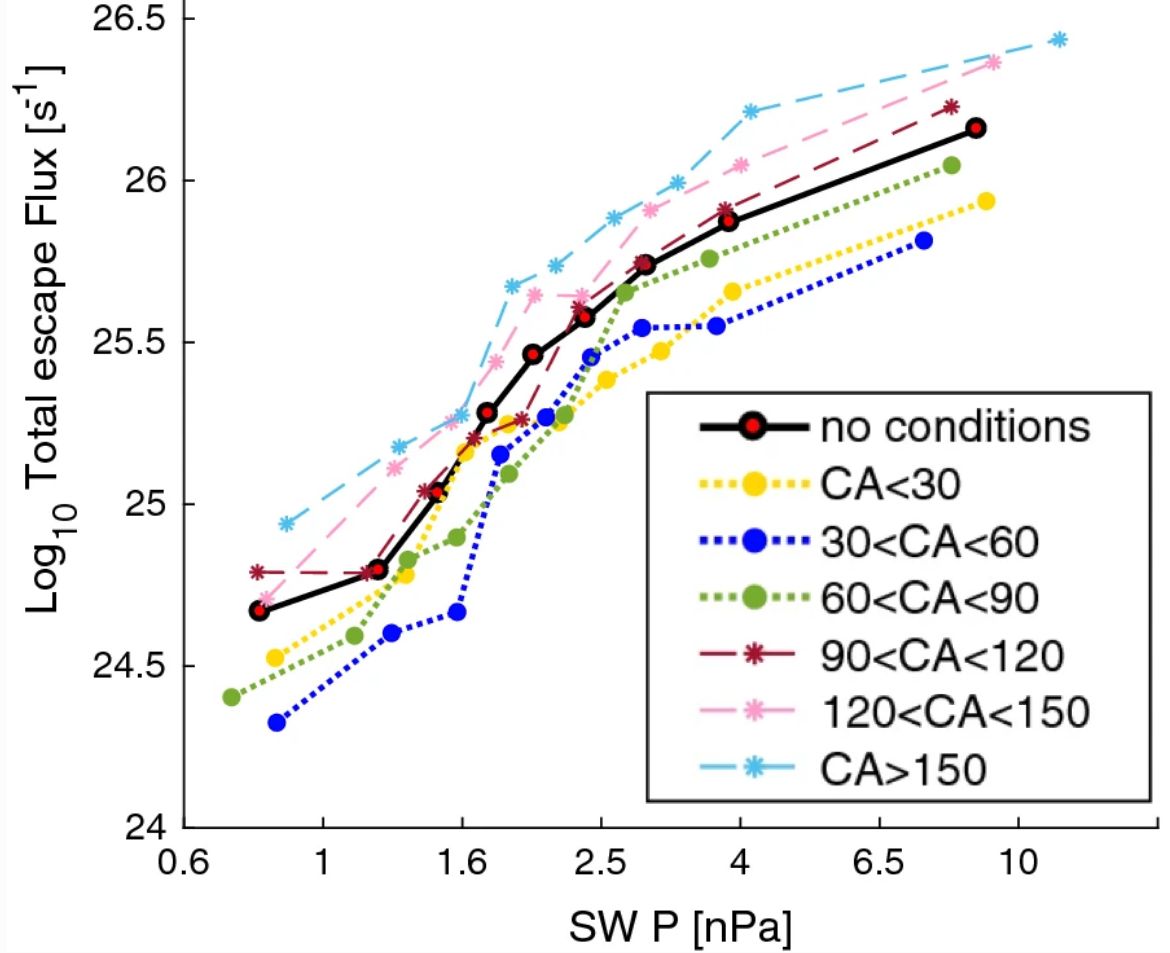 26.5
26
25.5
25
24.5
24
Log10 Total escape Flux [s-1]
no conditions
CA<30
30<CA<60
60<CA<90
90<CA<120
120<CA<150
CA>150
0.6 1 1.6 2.5 4 6.5 10
SW P [nPa]